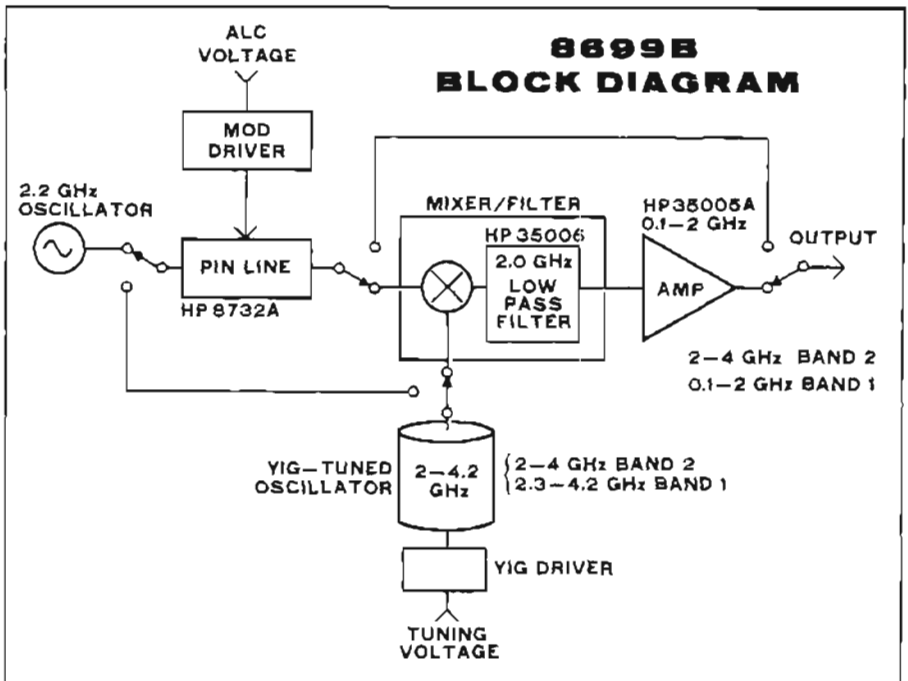 8699B
BLOCK DIAGRAM
ALC
VOLTAGE
MOD
DRIVER
2.2 GHz
OSCILLATOR
PIN LINE
HP 8732A
MIXER/FILTER
HP 35006
2.0 GHz
LOW
PASS
FILTER
HP35005A
0.1-2 GHz
AMP
OUTPUT
2-4 GHz BAND 2
0.1-2 GHz BAND 1
YIG-TUNED
OSCILLATOR
2-4.2
GHz
2-4 GHz BAND 2
2.3-4.2 GHz BAND 1
YIG DRIVER
TUNING
VOLTAGE